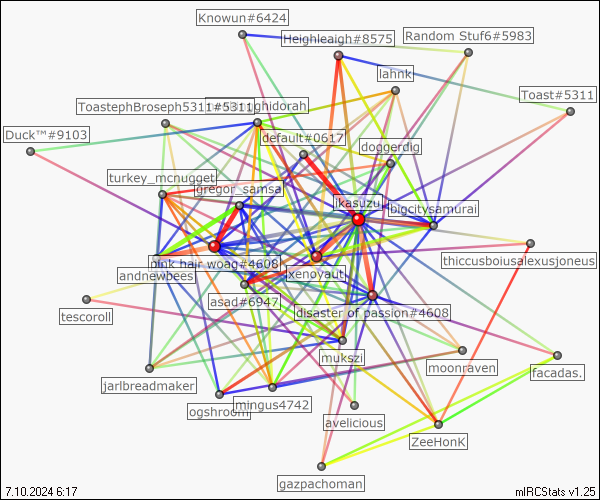 Knowun#6424
Heighleaigh#8575
Random Stuf6#5983
lahnk
Toast#5311
ToastephBroseph5311#5311
ghidorah
Duck™#9103
default#0617
doggerdig
turkey_mcnugget
gregor_samsa
ikasuzu
bigcitysamurai
pink hair woag#4608
thiccusboiusalexusjoneus
andnewbees
xenoyaut
asad#6947
disaster of passion#4608
tescoroll
mukszi
jarlbreadmaker
moonraven
facadas.
ogshroom
mingus4742
avelicious
ZeeHonK
gazpachoman
7.10.2024 6:17
mIRCStats v1.25